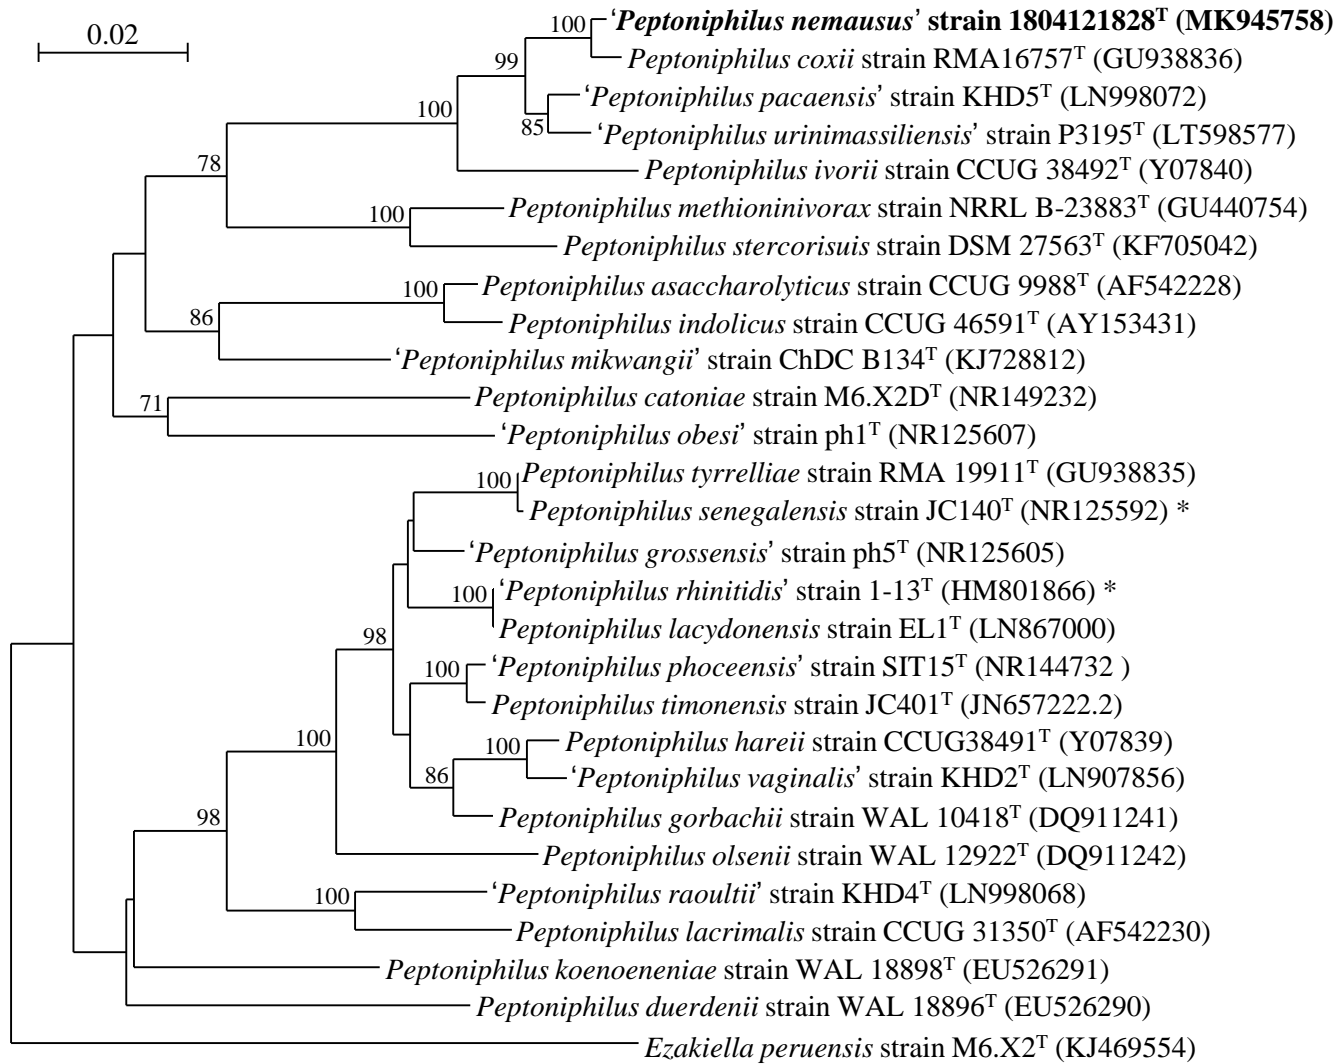 0.02
100
'Peptoniphilus nemausus' strain 1804121828ᵀ (MK945758)
Peptoniphilus coxii strain RMA16757ᵀ (GU938836)
99
'Peptoniphilus pacaensis' strain KHD5ᵀ (LN998072)
100
85
'Peptoniphilus urinimassiliensis' strain P3195ᵀ (LT598577)
78
Peptoniphilus ivorii strain CCUG 38492ᵀ (Y07840)
100
Peptoniphilus methioninivorax strain NRRL B-23883ᵀ (GU440754)
Peptoniphilus stercorisuis strain DSM 27563ᵀ (KF705042)
100
Peptoniphilus asaccharolyticus strain CCUG 9988ᵀ (AF542228)
86
Peptoniphilus indolicus strain CCUG 46591ᵀ (AY153431)
'Peptoniphilus mikwangii' strain ChDC B134ᵀ (KJ728812)
71
Peptoniphilus catoniae strain M6.X2Dᵀ (NR149232)
'Peptoniphilus obesi' strain ph1ᵀ (NR125607)
100
Peptoniphilus tyrrelliae strain RMA 19911ᵀ (GU938835)
Peptoniphilus senegalensis strain JC140ᵀ (NR125592) *
'Peptoniphilus grossensis' strain ph5ᵀ (NR125605)
100
'Peptoniphilus rhinitidis' strain 1-13ᵀ (HM801866) *
98
Peptoniphilus lacydonensis strain EL1ᵀ (LN867000)
100
'Peptoniphilus phoceensis' strain SIT15ᵀ (NR144732 )
Peptoniphilus timonensis strain JC401ᵀ (JN657222.2)
100
100
Peptoniphilus hareii strain CCUG38491ᵀ (Y07839)
86
'Peptoniphilus vaginalis' strain KHD2ᵀ (LN907856)
98
Peptoniphilus gorbachii strain WAL 10418ᵀ (DQ911241)
Peptoniphilus olsenii strain WAL 12922ᵀ (DQ911242)
100
'Peptoniphilus raoultii' strain KHD4ᵀ (LN998068)
Peptoniphilus lacrimalis strain CCUG 31350ᵀ (AF542230)
Peptoniphilus koenoeneniae strain WAL 18898ᵀ (EU526291)
Peptoniphilus duerdenii strain WAL 18896ᵀ (EU526290)
Ezakiella peruensis strain M6.X2ᵀ (KJ469554)